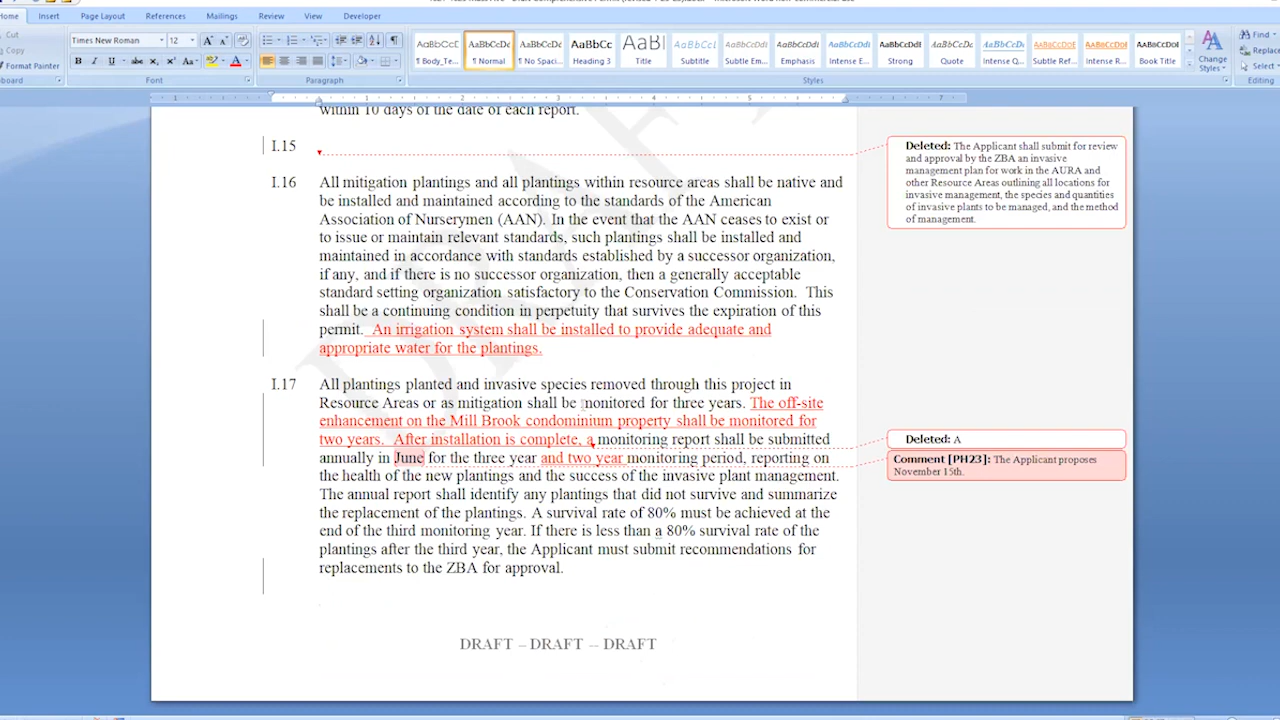 Home Insert Page Layout References Mailings Review View Developer
Cut
Copy
Format Painter
Times New Roman 12
Font Paragraph Styles Editing
AaBbCcDc AaBbCcDc AaBbCc AaBbCcI AaBbCcDdI AaBbCcDdE AaBbCcDdI AaBbCcDdE AaBbCcDc AaBbCcDc AaBbCcDdE
¶ Body_Te... ¶ Normal ¶ No Spaci... Heading 3 Title Subtitle Subtle Em... Emphasis Intense E... Strong Quote Intense Q... Subtle Ref... Intense R... Book Title
Change Styles
Find
Replace
Select
within 10 days of the date of each report.
I.15
I.16 All mitigation plantings and all plantings within resource areas shall be native and
be installed and maintained according to the standards of the American
Association of Nurserymen (AAN). In the event that the AAN ceases to exist or
to issue or maintain relevant standards, such plantings shall be installed and
maintained in accordance with standards established by a successor organization,
if any, and if there is no successor organization, then a generally acceptable
standard setting organization satisfactory to the Conservation Commission. This
shall be a continuing condition in perpetuity that survives the expiration of this
permit. An irrigation system shall be installed to provide adequate and
appropriate water for the plantings.
I.17 All plantings planted and invasive species removed through this project in
Resource Areas or as mitigation shall be monitored for three years. The off-site
enhancement on the Mill Brook condominium property shall be monitored for
two years. After installation is complete, a monitoring report shall be submitted
annually in June for the three year and two year monitoring period, reporting on
the health of the new plantings and the success of the invasive plant management.
The annual report shall identify any plantings that did not survive and summarize
the replacement of the plantings. A survival rate of 80% must be achieved at the
end of the third monitoring year. If there is less than a 80% survival rate of the
plantings after the third year, the Applicant must submit recommendations for
replacements to the ZBA for approval.
DRAFT – DRAFT -- DRAFT
Deleted: The Applicant shall submit for review
and approval by the ZBA an invasive
management plan for work in the AURA and
other Resource Areas outlining all locations for
invasive management, the species and quantities
of invasive plants to be managed, and the method
of management.
Deleted: A
Comment [PH23]: The Applicant proposes
November 15th.